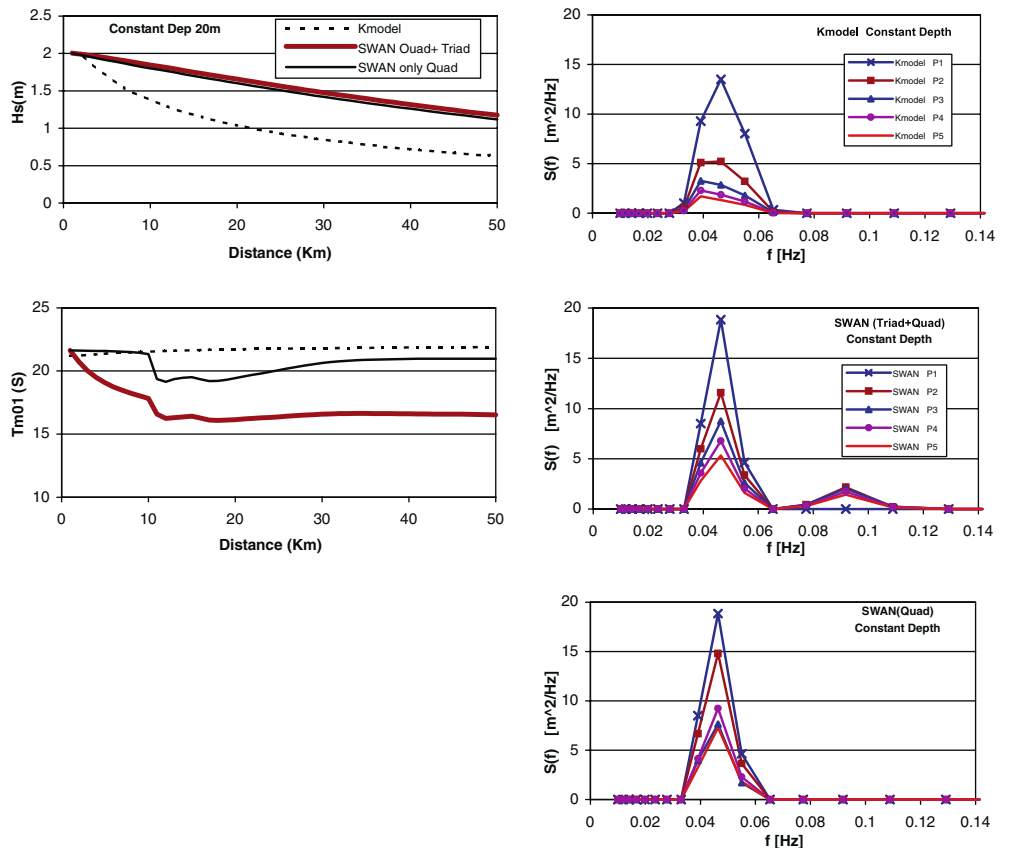 Constant Dep 20m
Kmodel
SWAN Ouad+ Triad
SWAN only Quad
Hs(m)
2.5
2
1.5
1
0.5
0
0
10
20
30
40
50
Distance (Km)
Kmodel Constant Depth
Kmodel P1
Kmodel P2
Kmodel P3
Kmodel P4
Kmodel P5
S(f) [m^2/Hz]
20
15
10
5
0
0
0.02
0.04
0.06
0.08
0.1
0.12
0.14
f [Hz]
Tm01 (S)
25
20
15
10
0
10
20
30
40
50
Distance (Km)
SWAN (Triad+Quad)
Constant Depth
SWAN P1
SWAN P2
SWAN P3
SWAN P4
SWAN P5
S(f) [m^2/Hz]
20
15
10
5
0
0
0.02
0.04
0.06
0.08
0.1
0.12
0.14
f [Hz]
SWAN(Quad)
Constant Depth
S(f) [m^2/Hz]
20
15
10
5
0
0
0.02
0.04
0.06
0.08
0.1
0.12
0.14
f [Hz]